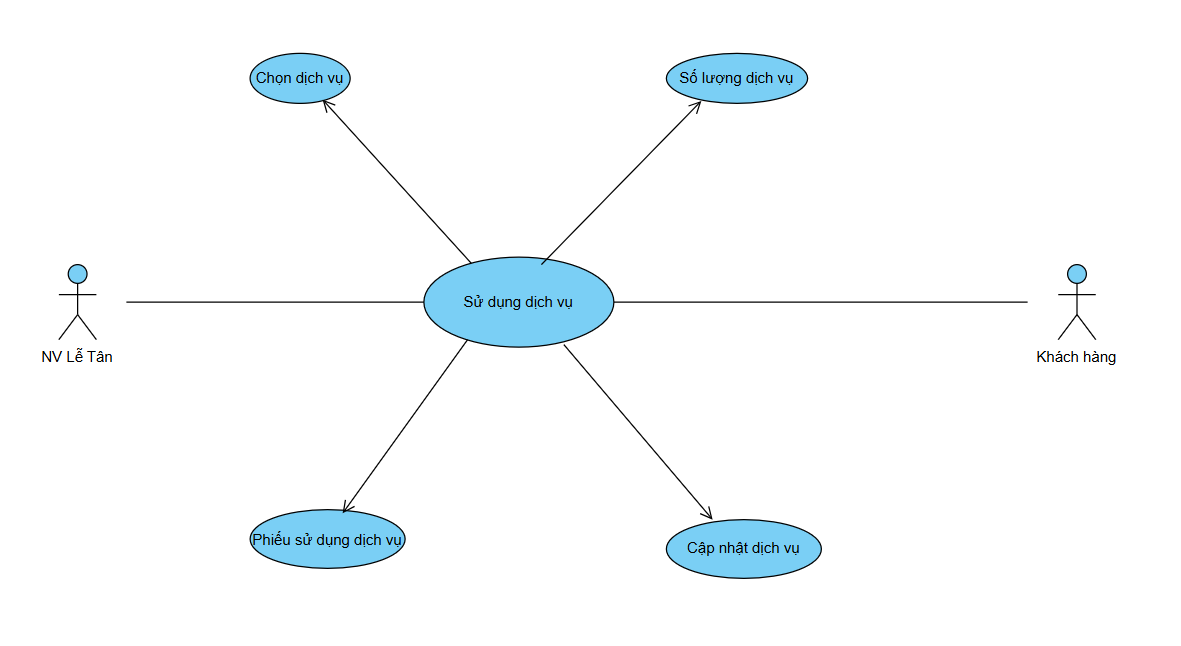 Chọn dịch vụ
Số lượng dịch vụ
Sử dụng dịch vụ
NV Lễ Tân
Khách hàng
Phiếu sử dụng dịch vụ
Cập nhật dịch vụ